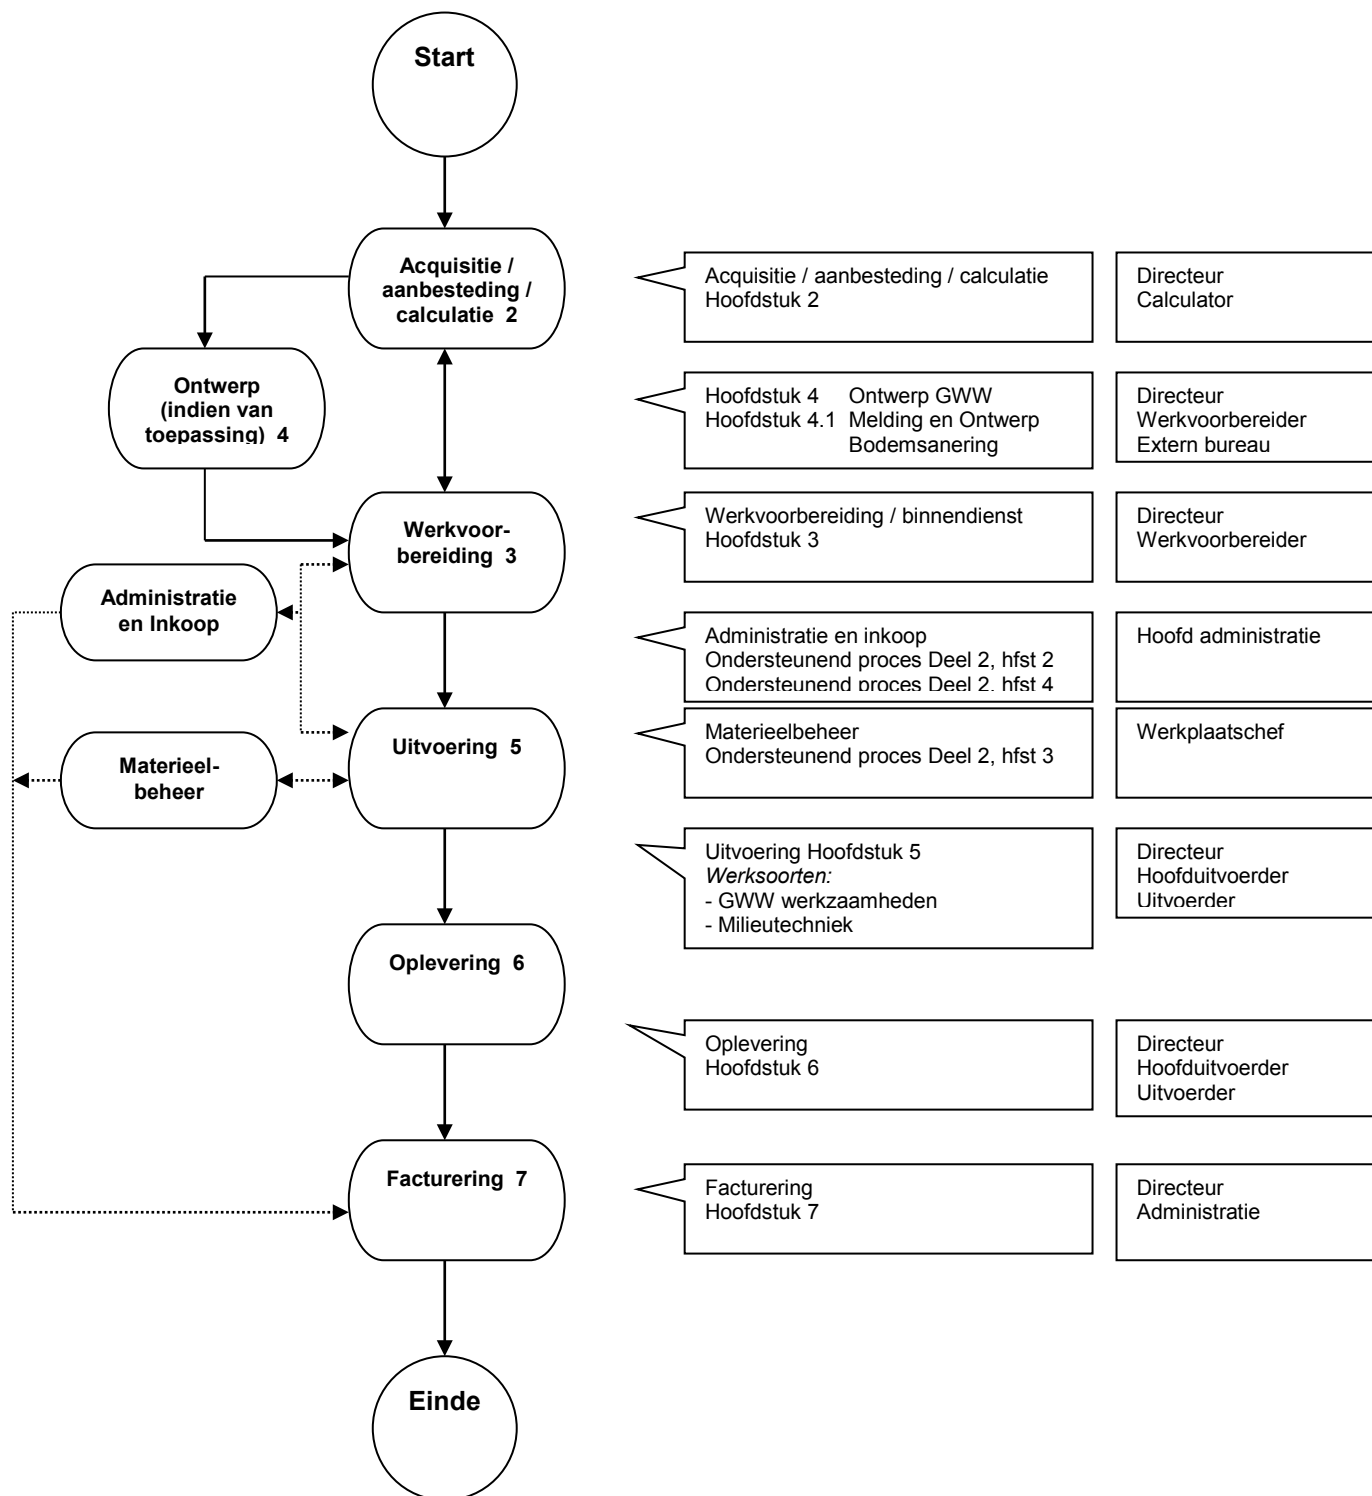 Start
Acquisitie /
aanbesteding /
calculatie  2
Acquisitie / aanbesteding / calculatie
Hoofdstuk 2
Directeur
Calculator
Ontwerp
(indien van
toepassing)  4
Hoofdstuk 4    Ontwerp GWW
Hoofdstuk 4.1  Melding en Ontwerp
Bodemsanering
Directeur
Werkvoorbereider
Extern bureau
Werkvoor-
bereiding  3
Werkvoorbereiding / binnendienst
Hoofdstuk 3
Directeur
Werkvoorbereider
Administratie
en Inkoop
Administratie en inkoop
Ondersteunend proces Deel 2, hfst 2
Ondersteunend proces Deel 2, hfst 4
Hoofd administratie
Uitvoering  5
Materieel-
beheer
Materieelbeheer
Ondersteunend proces Deel 2, hfst 3
Werkplaatschef
Uitvoering Hoofdstuk 5
Werksoorten:
- GWW werkzaamheden
- Milieutechniek
Directeur
Hoofduitvoerder
Uitvoerder
Oplevering  6
Oplevering
Hoofdstuk 6
Directeur
Hoofduitvoerder
Uitvoerder
Facturering  7
Facturering
Hoofdstuk 7
Directeur
Administratie
Einde